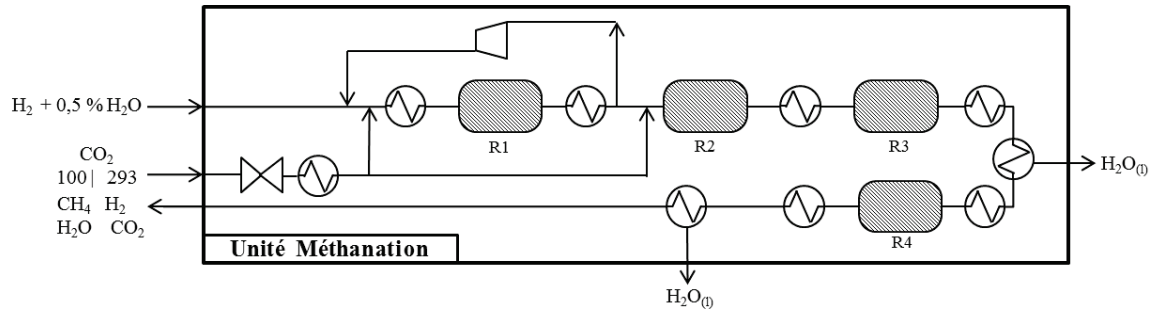 H₂ + 0,5 % H₂O
CO₂
100 | 293
CH₄ H₂
H₂O CO₂
R1
R2
R3
R4
H₂O₍ₗ₎
H₂O₍ₗ₎
Unité Méthanation